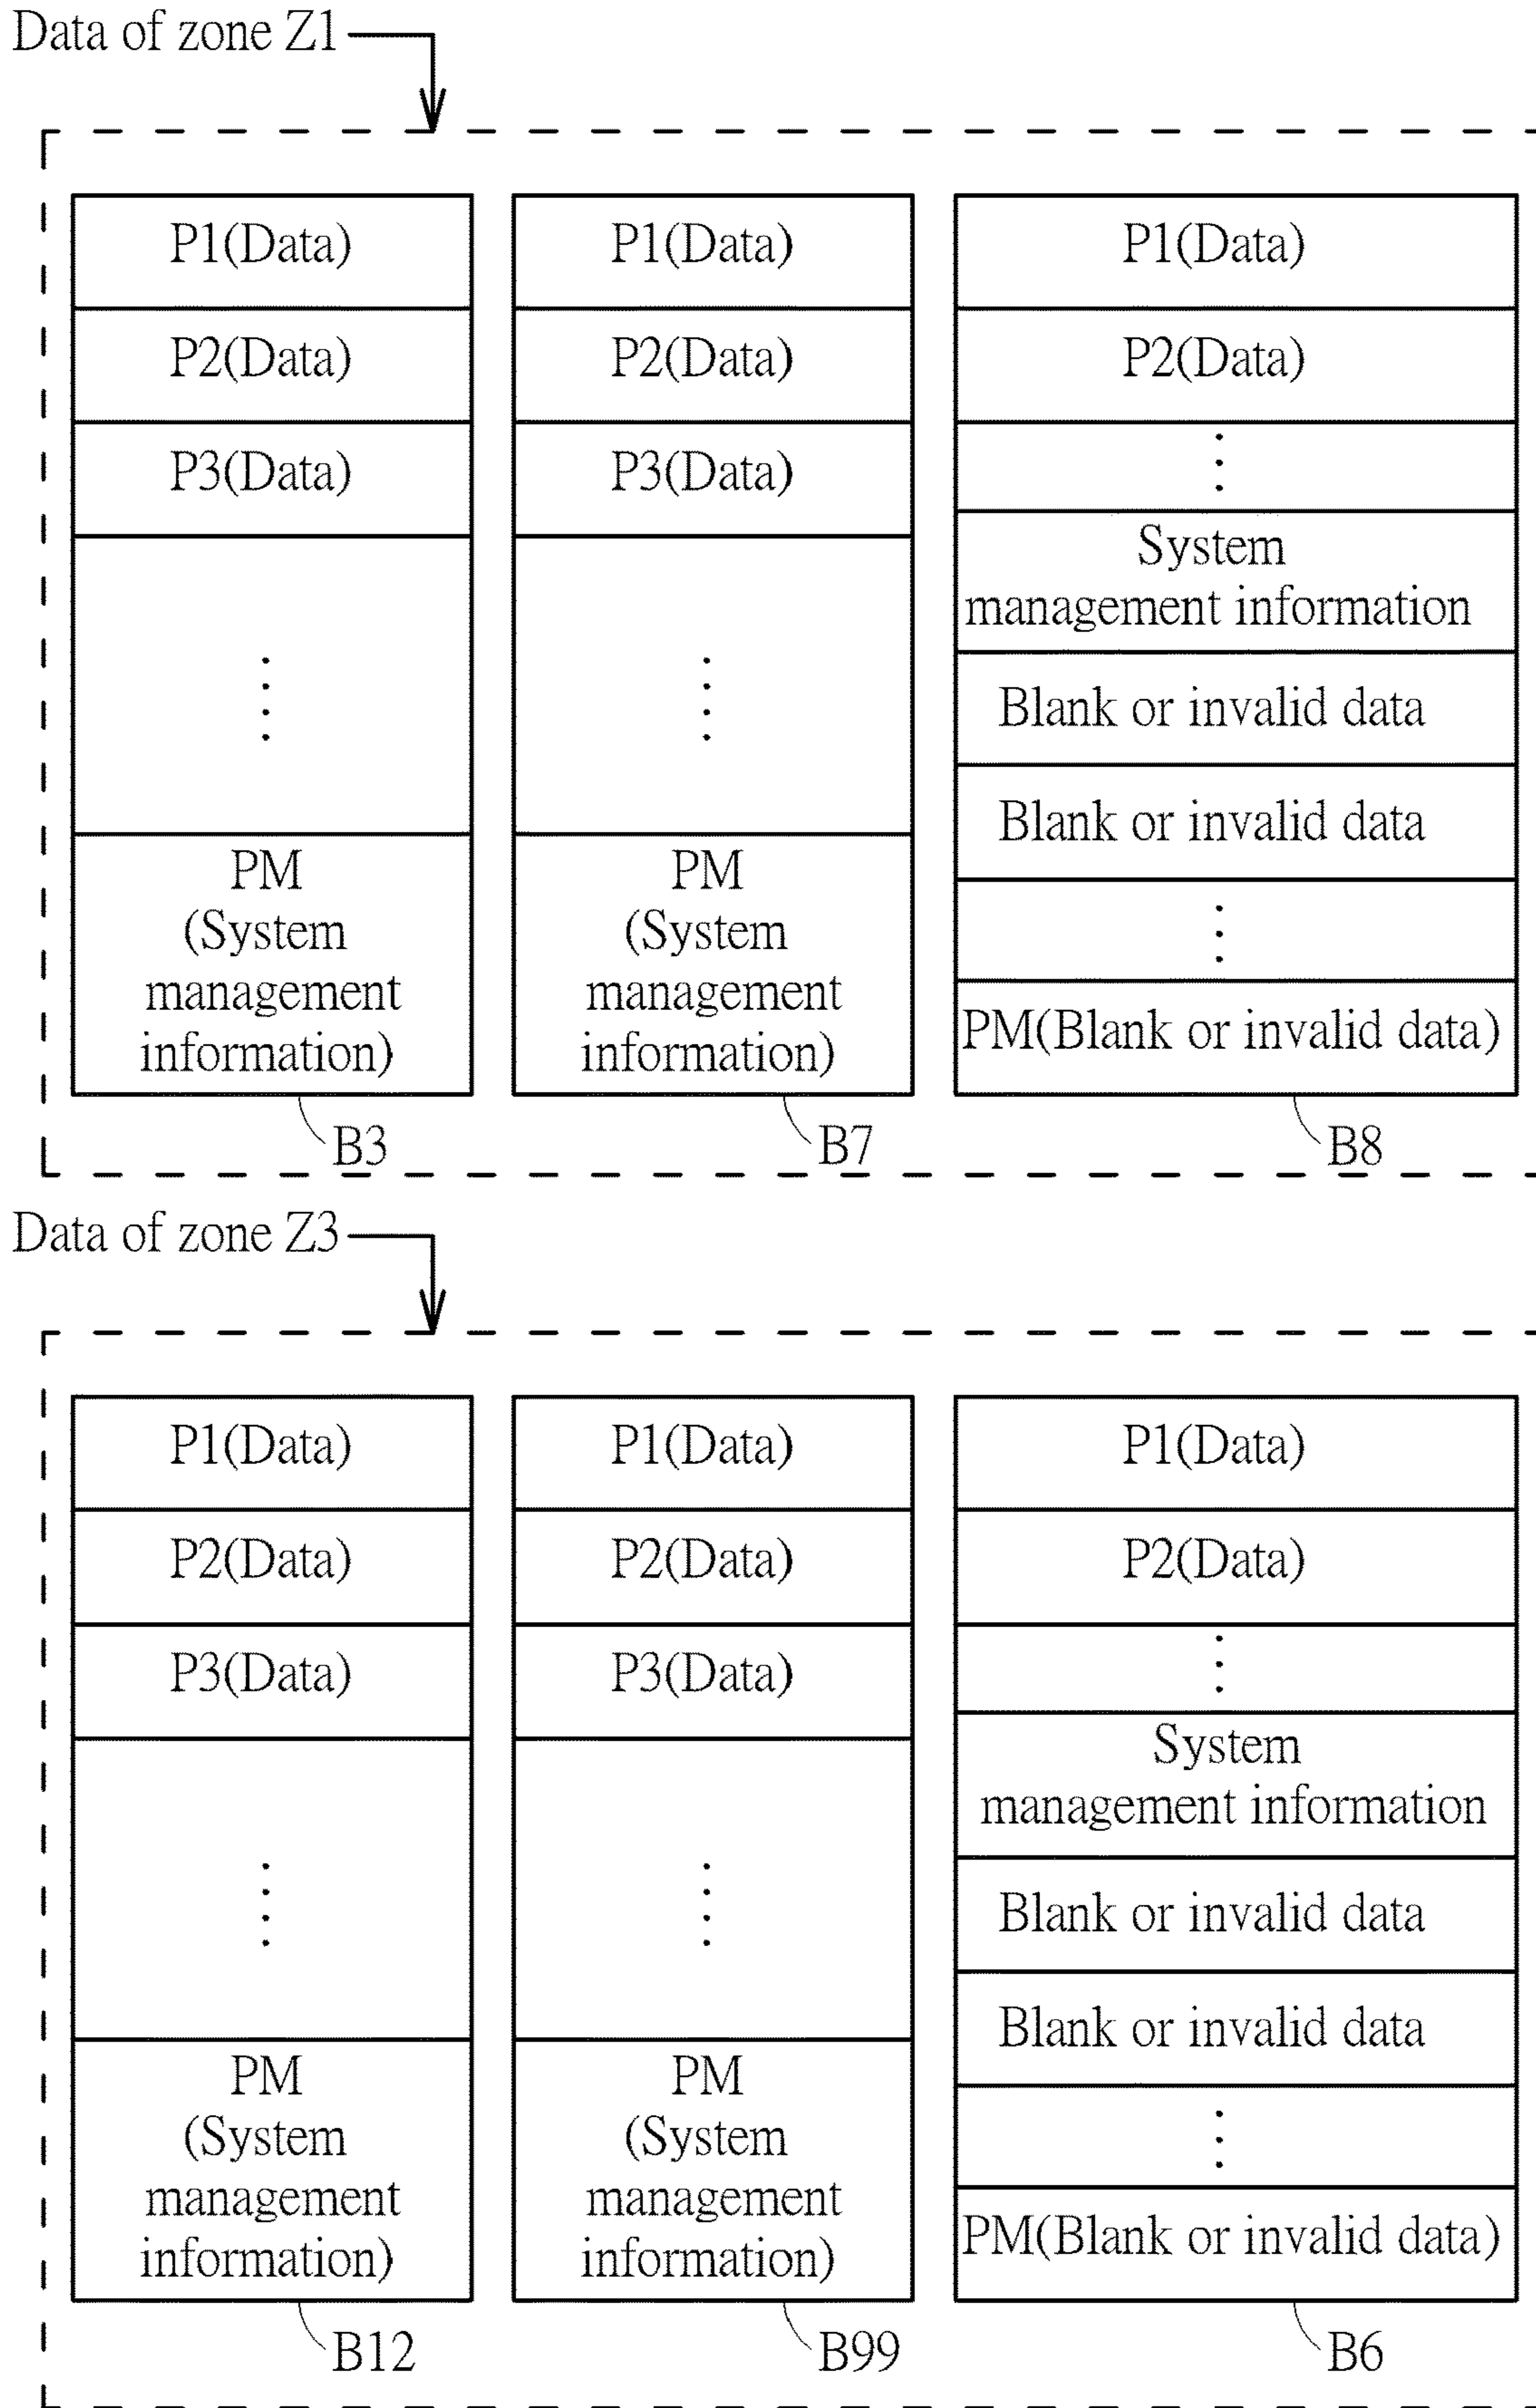 Data of zone Z1
P1(Data)
P2(Data)
P3(Data)
PM
(System
management
information)
B3
P1(Data)
P2(Data)
P3(Data)
PM
(System
management
information)
B7
P1(Data)
P2(Data)
System
management information
Blank or invalid data
Blank or invalid data
PM(Blank or invalid data)
B8
Data of zone Z3
P1(Data)
P2(Data)
P3(Data)
PM
(System
management
information)
B12
P1(Data)
P2(Data)
P3(Data)
PM
(System
management
information)
B99
P1(Data)
P2(Data)
System
management information
Blank or invalid data
Blank or invalid data
PM(Blank or invalid data)
B6